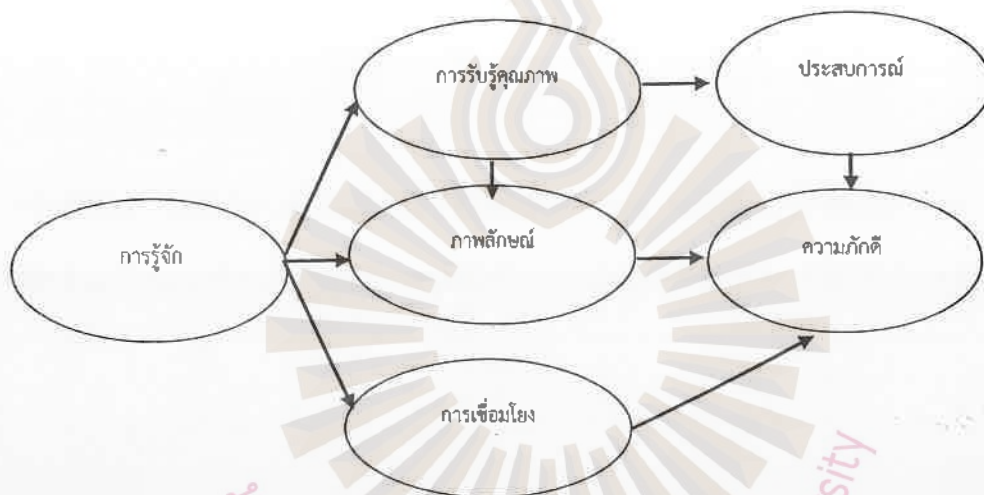 การรับรู้คุณภาพ
ประสบการณ์
การรู้จัก
ภาพลักษณ์
ความภักดี
การเชื่อมโยง
sity